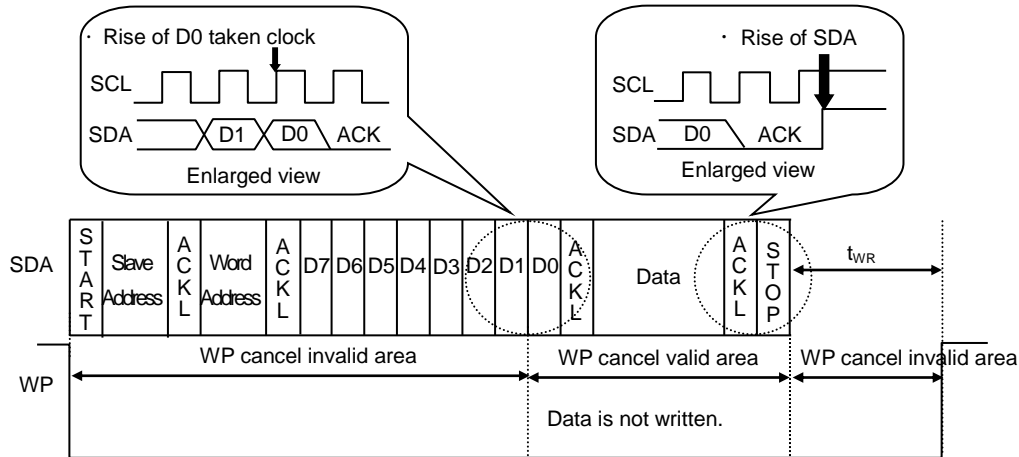 · Rise of D0 taken clock
SCL
SDA D1 D0 ACK
Enlarged view
· Rise of SDA
SCL
SDA D0 ACK
Enlarged view
SDA START Slave Address ACKL Word Address ACKL D7 D6 D5 D4 D3 D2 D1 D0 ACKL Data ACKL STOP tWR
WP cancel invalid area WP cancel valid area WP cancel invalid area
WP
Data is not written.